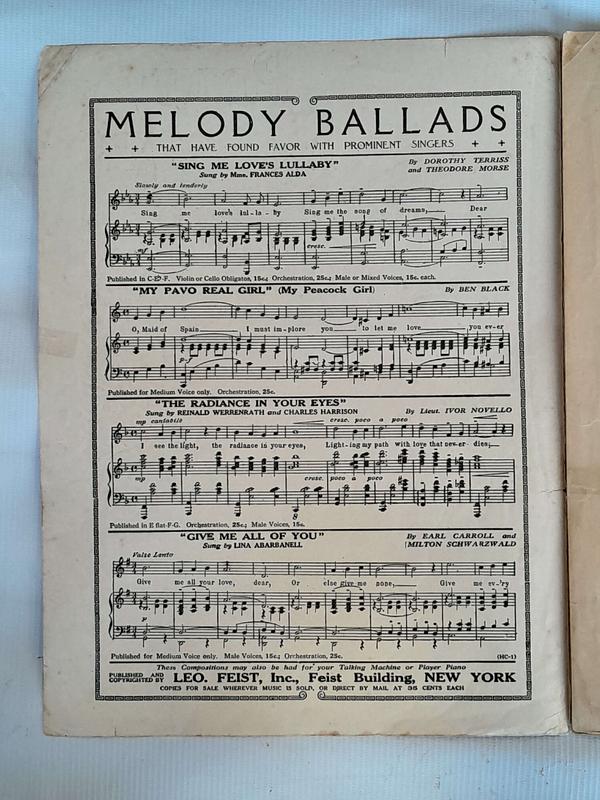 MELODY BALLADS
THAT HAVE FOUND FAVOR WITH PROMINENT SINGERS
"SING ME LOVE'S LULLABY"
Sung by Mme. FRANCES ALDA
By DOROTHY TERRISS
and THEODORE MORSE
Slowly and tenderly
Sing me love's lul-la-by Sing me the song of dreams, Dear
mf
cresc.
Published in C-E♭-F. Violin or Cello Obligatos, 15c.; Orchestration, 25c.; Male or Mixed Voices, 15c. each.
"MY PAVO REAL GIRL" (My Peacock Girl)
By BEN BLACK
O, Maid of Spain I must im-plore you to let me love you ev-er
p
Published for Medium Voice only. Orchestration, 25c.
"THE RADIANCE IN YOUR EYES"
Sung by REINALD WERRENRATH and CHARLES HARRISON
By Lieut. IVOR NOVELLO
mp cantabile
cresc. poco a poco
I see the light, the radiance in your eyes, Light-ing my path with love that nev-er dies;
mp
cresc. poco a poco
8
Published in E flat-F-G. Orchestration, 25c.; Male Voices, 15c.
"GIVE ME ALL OF YOU"
Sung by LINA ABARBANELL
By EARL CARROLL and
MILTON SCHWARZWALD
Valse Lento
Give me all your love, dear, Or else give me none, Give me ev-'ry
p
Published for Medium Voice only. Male Voices, 15c.; Orchestration, 25c.
(HC-1)
These Compositions may also be had for your Talking Machine or Player Piano
PUBLISHED AND COPYRIGHTED BY LEO. FEIST, Inc., Feist Building, NEW YORK
COPIES FOR SALE WHEREVER MUSIC IS SOLD, OR DIRECT BY MAIL AT 35 CENTS EACH